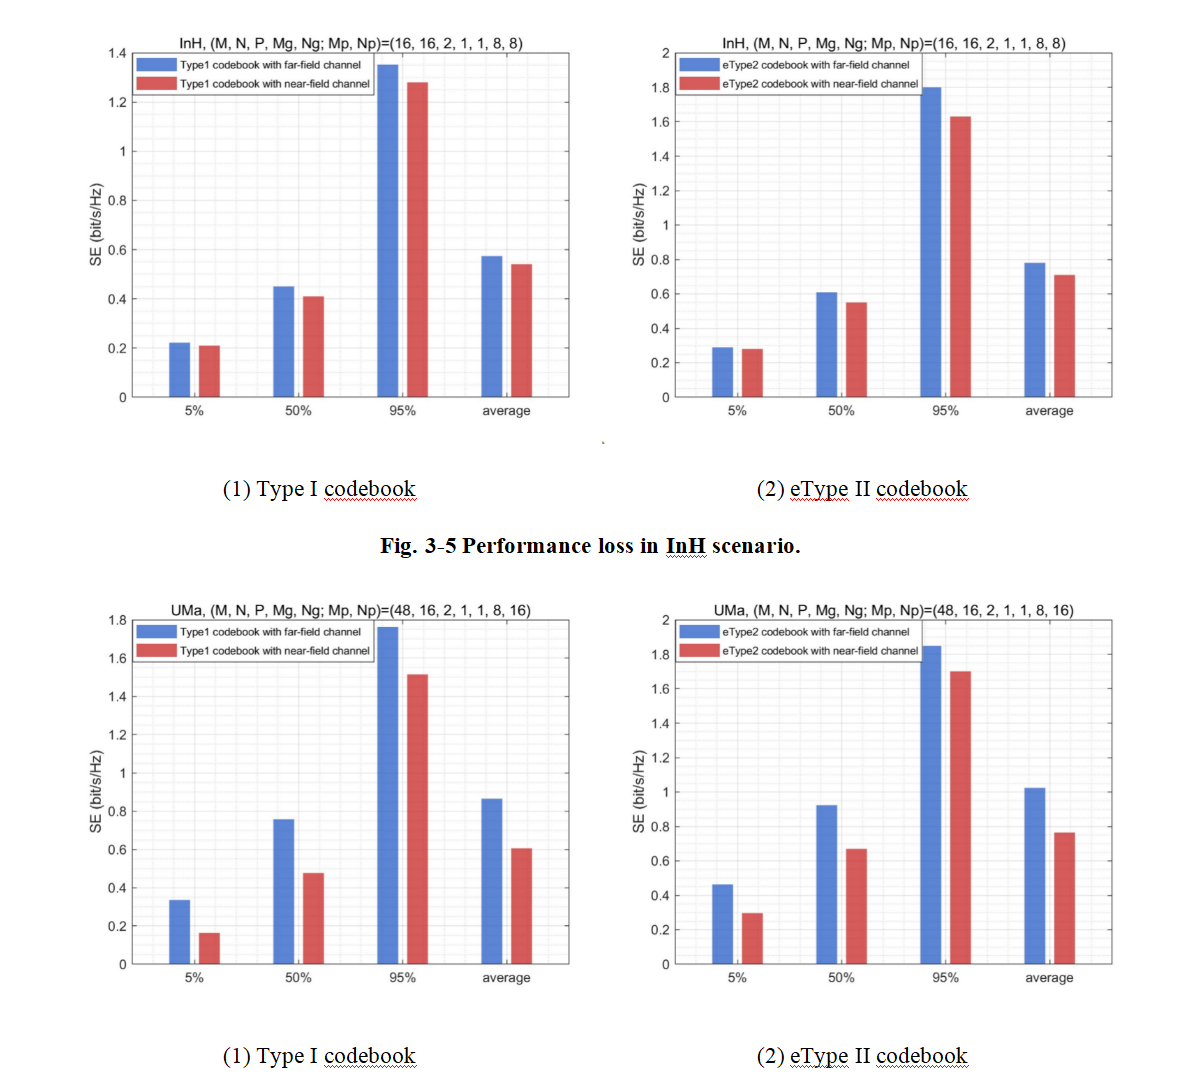 InH, (M, N, P, Mg, Ng; Mp, Np)=(16, 16, 2, 1, 1, 8, 8)
Type1 codebook with far-field channel
Type1 codebook with near-field channel
SE (bit/s/Hz)
1.4
1.2
1
0.8
0.6
0.4
0.2
0
5% 50% 95% average
InH, (M, N, P, Mg, Ng; Mp, Np)=(16, 16, 2, 1, 1, 8, 8)
eType2 codebook with far-field channel
eType2 codebook with near-field channel
SE (bit/s/Hz)
2
1.8
1.6
1.4
1.2
1
0.8
0.6
0.4
0.2
0
5% 50% 95% average
(1) Type I codebook
(2) eType II codebook
Fig. 3-5 Performance loss in InH scenario.
UMa, (M, N, P, Mg, Ng; Mp, Np)=(48, 16, 2, 1, 1, 8, 16)
Type1 codebook with far-field channel
Type1 codebook with near-field channel
SE (bit/s/Hz)
1.8
1.6
1.4
1.2
1
0.8
0.6
0.4
0.2
0
5% 50% 95% average
UMa, (M, N, P, Mg, Ng; Mp, Np)=(48, 16, 2, 1, 1, 8, 16)
eType2 codebook with far-field channel
eType2 codebook with near-field channel
SE (bit/s/Hz)
2
1.8
1.6
1.4
1.2
1
0.8
0.6
0.4
0.2
0
5% 50% 95% average
(1) Type I codebook
(2) eType II codebook